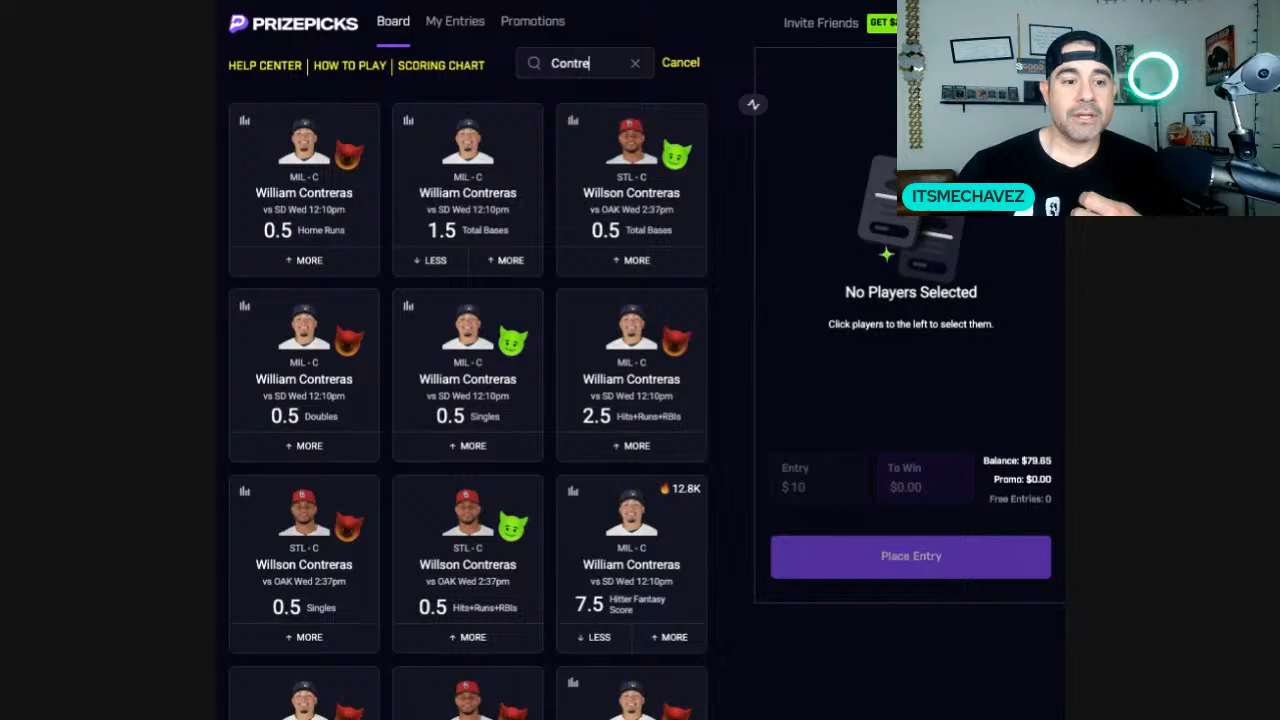 PRIZEPICKS Board My Entries Promotions
Invite Friends GET $
HELP CENTER | HOW TO PLAY | SCORING CHART
Contre
Cancel
ITSMECHAVEZ
MIL - C
William Contreras
vs SD Wed 12:10pm
0.5 Home Runs
↑ MORE
MIL - C
William Contreras
vs SD Wed 12:10pm
1.5 Total Bases
↓ LESS ↑ MORE
STL - C
Willson Contreras
vs OAK Wed 2:37pm
0.5 Total Bases
↑ MORE
MIL - C
William Contreras
vs SD Wed 12:10pm
0.5 Doubles
↑ MORE
MIL - C
William Contreras
vs SD Wed 12:10pm
0.5 Singles
↑ MORE
MIL - C
William Contreras
vs SD Wed 12:10pm
2.5 Hits+Runs+RBIs
↑ MORE
STL - C
Willson Contreras
vs OAK Wed 2:37pm
0.5 Singles
↑ MORE
STL - C
Willson Contreras
vs OAK Wed 2:37pm
0.5 Hits+Runs+RBIs
↑ MORE
12.8K
MIL - C
William Contreras
vs SD Wed 12:10pm
7.5 Hitter Fantasy
Score
↓ LESS ↑ MORE
No Players Selected
Click players to the left to select them.
Entry
$10
To Win
$0.00
Balance: $79.65
Promo: $0.00
Free Entries: 0
Place Entry